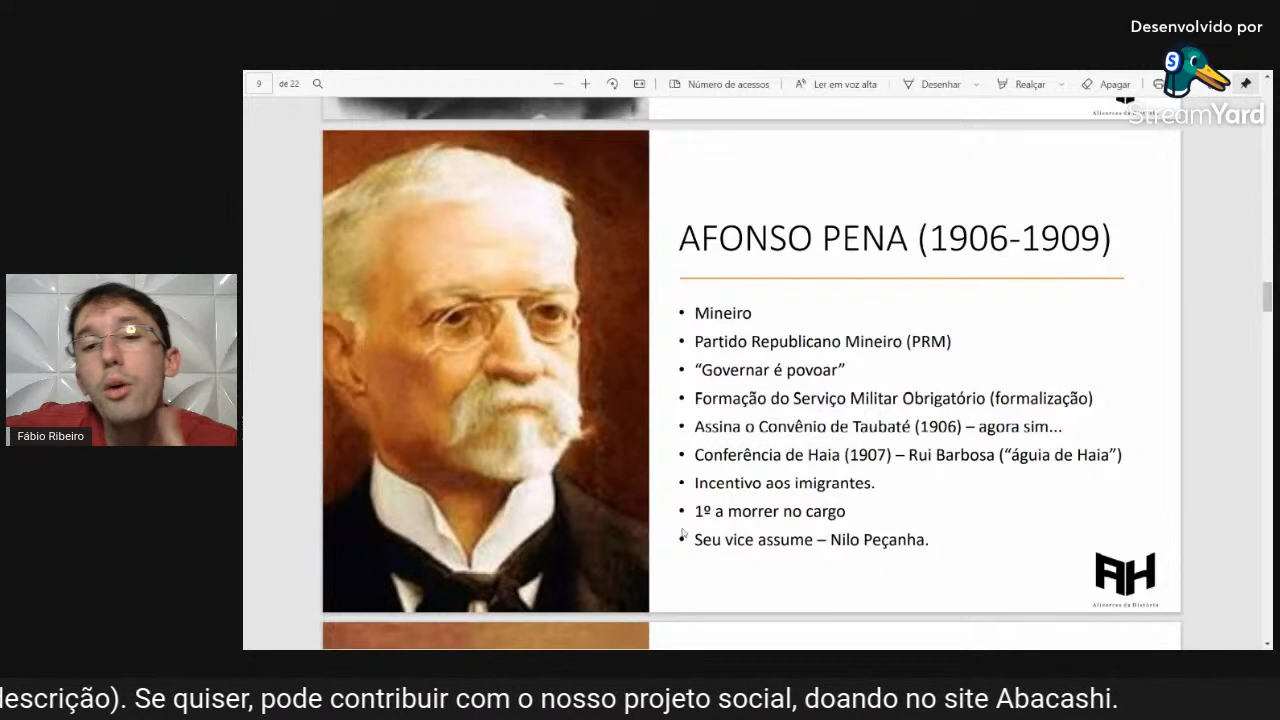 Desenvolvido por
StreamYard
9 de 22
Número de acessos
Ler em voz alta
Desenhar
Realçar
Apagar
AFONSO PENA (1906-1909)
• Mineiro
• Partido Republicano Mineiro (PRM)
• “Governar é povoar”
• Formação do Serviço Militar Obrigatório (formalização)
• Assina o Convênio de Taubaté (1906) – agora sim...
• Conferência de Haia (1907) – Rui Barbosa (“águia de Haia”)
• Incentivo aos imigrantes.
• 1º a morrer no cargo
• Seu vice assume – Nilo Peçanha.
AH
Alicerces da História
Fábio Ribeiro
descrição). Se quiser, pode contribuir com o nosso projeto social, doando no site Abacashi.